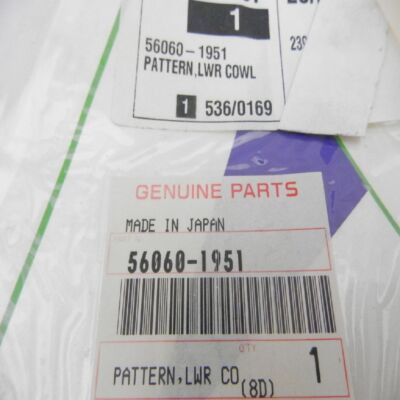 1
56060-1951
PATTERN,LWR COWL
1 536/0169
GENUINE PARTS
MADE IN JAPAN
56060-1951
QTY
PATTERN,LWR CO(8D) 1